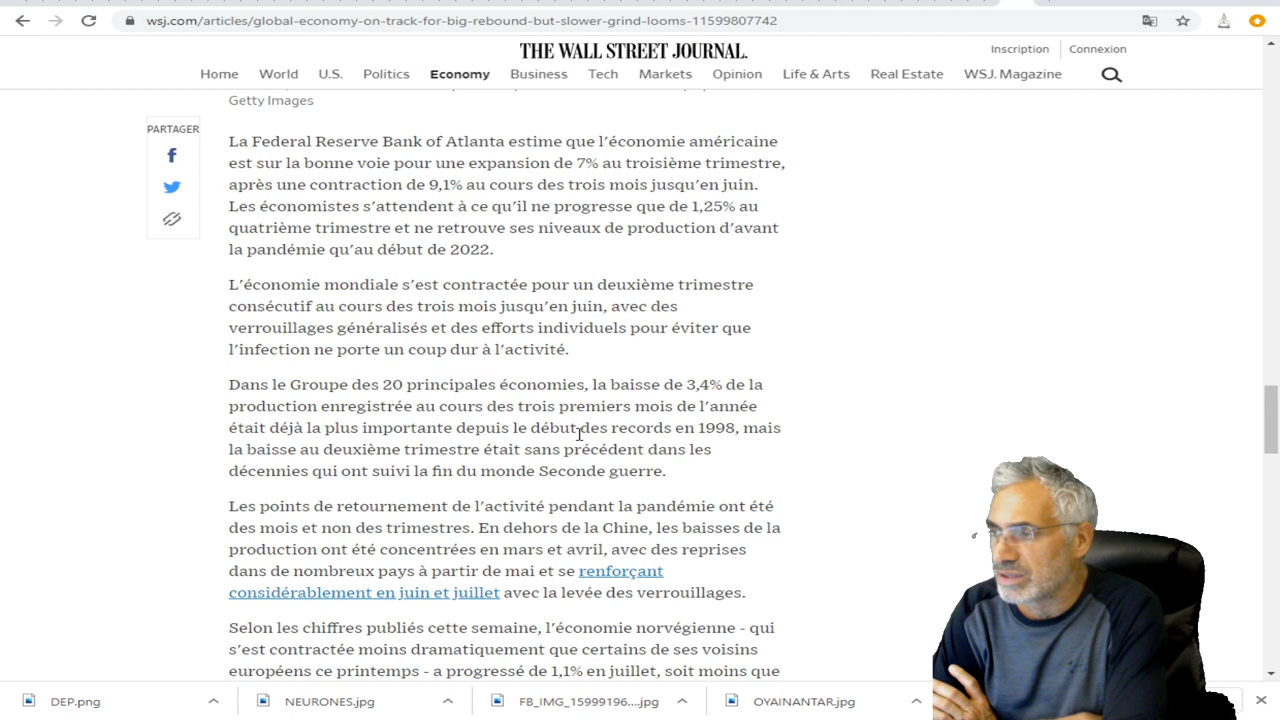 wsj.com/articles/global-economy-on-track-for-big-rebound-but-slower-grind-looms-11599807742
THE WALL STREET JOURNAL.
Inscription
Connexion
Home World U.S. Politics Economy Business Tech Markets Opinion Life & Arts Real Estate WSJ. Magazine
Getty Images
PARTAGER
La Federal Reserve Bank of Atlanta estime que l'économie américaine
est sur la bonne voie pour une expansion de 7% au troisième trimestre,
après une contraction de 9,1% au cours des trois mois jusqu'en juin.
Les économistes s'attendent à ce qu'il ne progresse que de 1,25% au
quatrième trimestre et ne retrouve ses niveaux de production d'avant
la pandémie qu'au début de 2022.
L'économie mondiale s'est contractée pour un deuxième trimestre
consécutif au cours des trois mois jusqu'en juin, avec des
verrouillages généralisés et des efforts individuels pour éviter que
l'infection ne porte un coup dur à l'activité.
Dans le Groupe des 20 principales économies, la baisse de 3,4% de la
production enregistrée au cours des trois premiers mois de l'année
était déjà la plus importante depuis le début des records en 1998, mais
la baisse au deuxième trimestre était sans précédent dans les
décennies qui ont suivi la fin du monde Seconde guerre.
Les points de retournement de l'activité pendant la pandémie ont été
des mois et non des trimestres. En dehors de la Chine, les baisses de la
production ont été concentrées en mars et avril, avec des reprises
dans de nombreux pays à partir de mai et se renforçant
considérablement en juin et juillet avec la levée des verrouillages.
Selon les chiffres publiés cette semaine, l'économie norvégienne - qui
s'est contractée moins dramatiquement que certains de ses voisins
européens ce printemps - a progressé de 1,1% en juillet, soit moins que
DEP.png
NEURONES.jpg
FB_IMG_15999196....jpg
OYAINANTAR.jpg